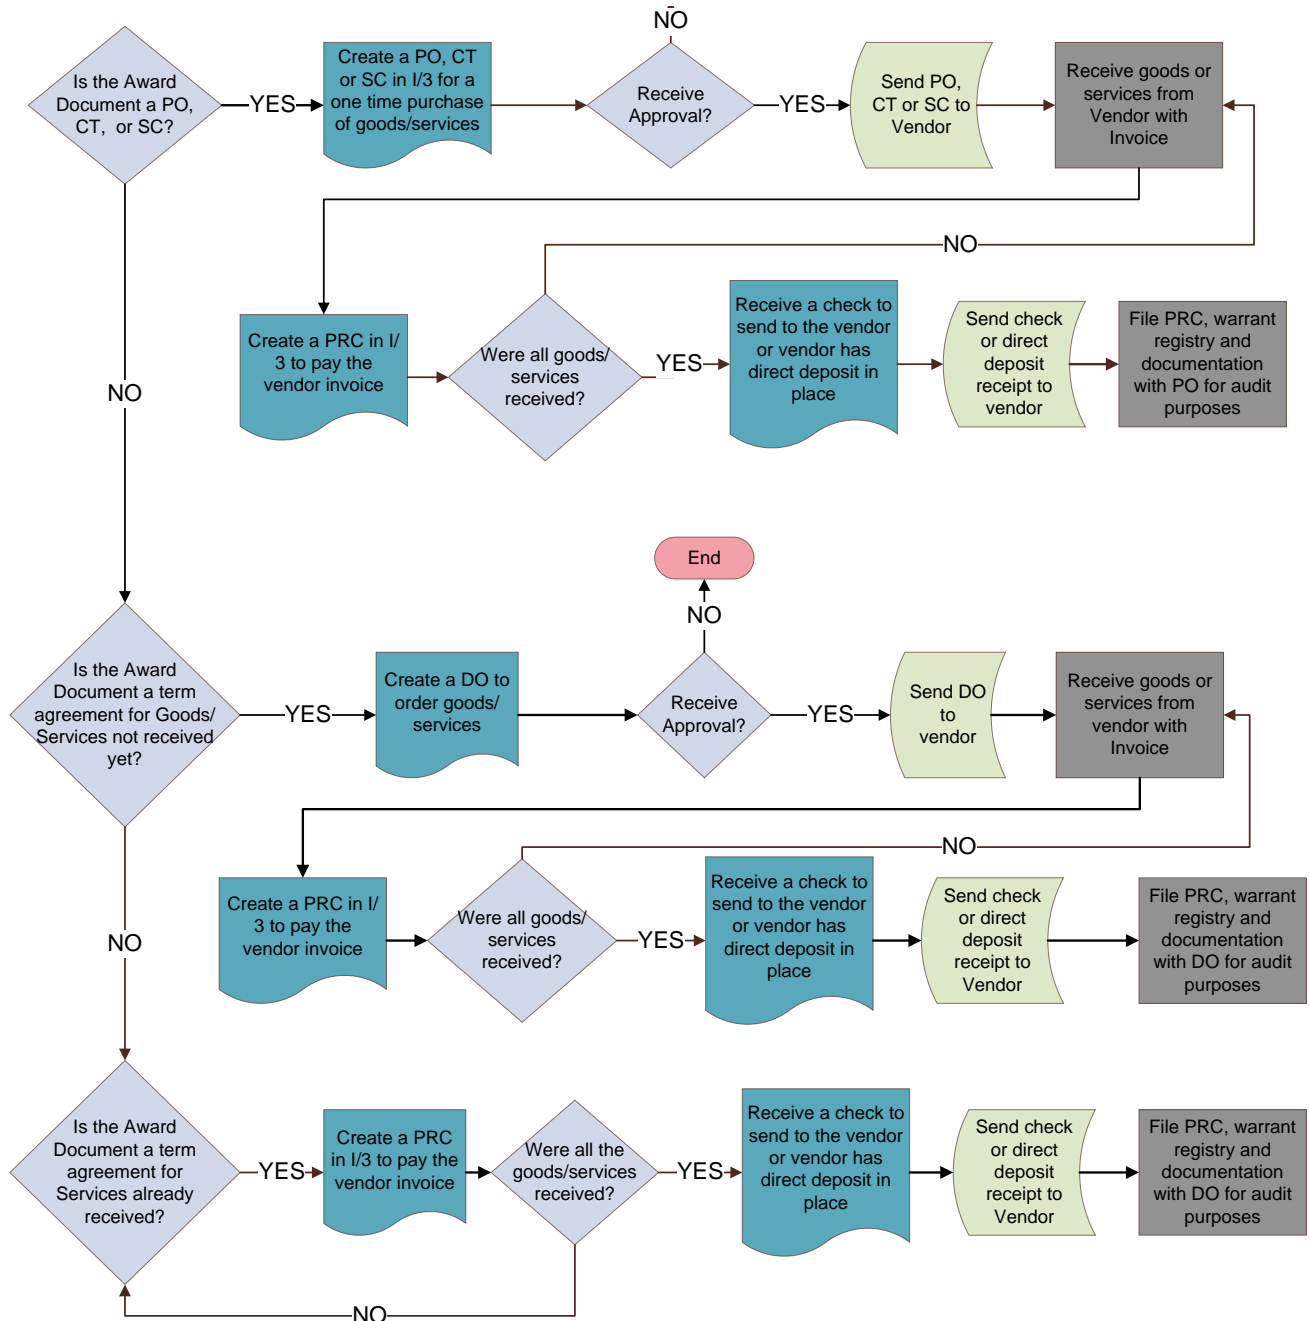 NO
Is the Award
Document a PO,
CT,  or SC?
YES
Create a PO, CT
or SC in I/3 for a
one time purchase
of goods/services
Receive
Approval?
YES
Send PO,
CT or SC to
Vendor
Receive goods or
services from
Vendor with
Invoice
NO
NO
Create a PRC in I/
3 to pay the
vendor invoice
Were all goods/
services
received?
YES
Receive a check to
send to the vendor
or vendor has
direct deposit in
place
Send check
or direct
deposit
receipt to
vendor
File PRC, warrant
registry and
documentation
with PO for audit
purposes
End
NO
Is the Award
Document a term
agreement for Goods/
Services not received
yet?
YES
Create a DO to
order goods/
services
Receive
Approval?
YES
Send DO
to
vendor
Receive goods or
services from
vendor with
Invoice
NO
NO
Create a PRC in I/
3 to pay the
vendor invoice
Were all goods/
services
received?
YES
Receive a check to
send to the vendor
or vendor has
direct deposit in
place
Send check
or direct
deposit
receipt to
Vendor
File PRC, warrant
registry and
documentation
with DO for audit
purposes
Is the Award
Document a term
agreement for
Services already
received?
YES
Create a PRC
in I/3 to pay the
vendor invoice
Were all the
goods/services
received?
YES
Receive a check to
send to the vendor
or vendor has
direct deposit in
place
Send check
or direct
deposit
receipt to
Vendor
File PRC, warrant
registry and
documentation
with DO for audit
purposes
NO